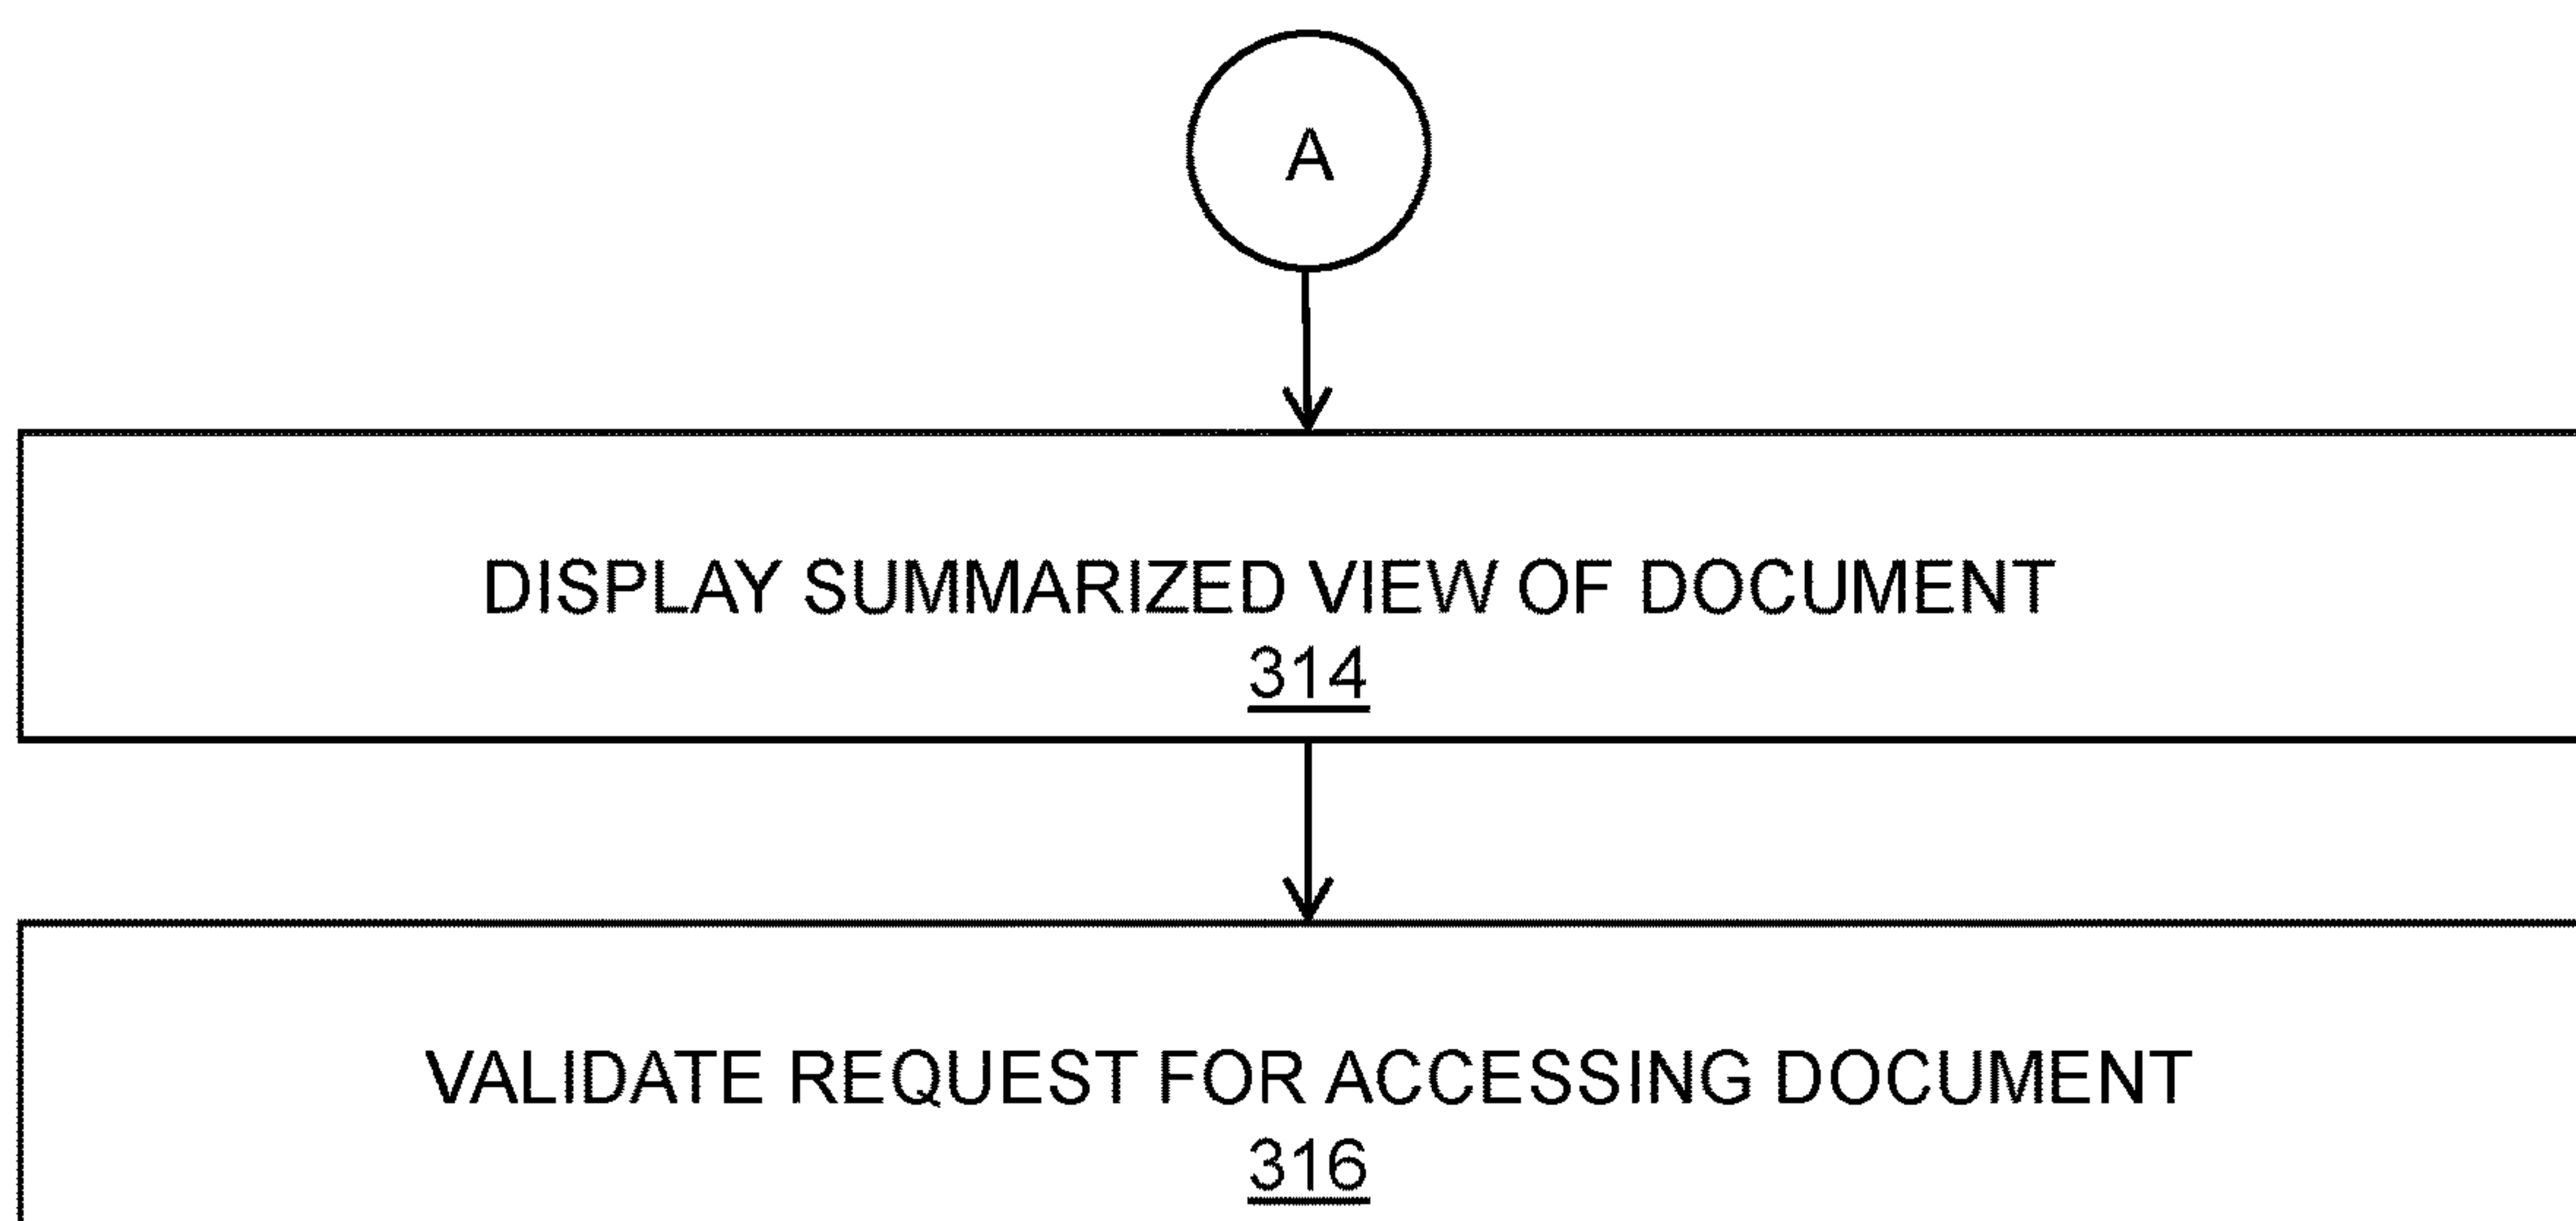 A
DISPLAY SUMMARIZED VIEW OF DOCUMENT
314
VALIDATE REQUEST FOR ACCESSING DOCUMENT
316